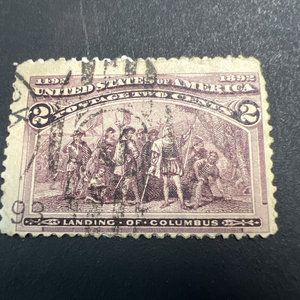 1492 1892
UNITED STATES OF AMERICA
2 POSTAGE TWO CENTS 2
LANDING · OF · COLUMBUS